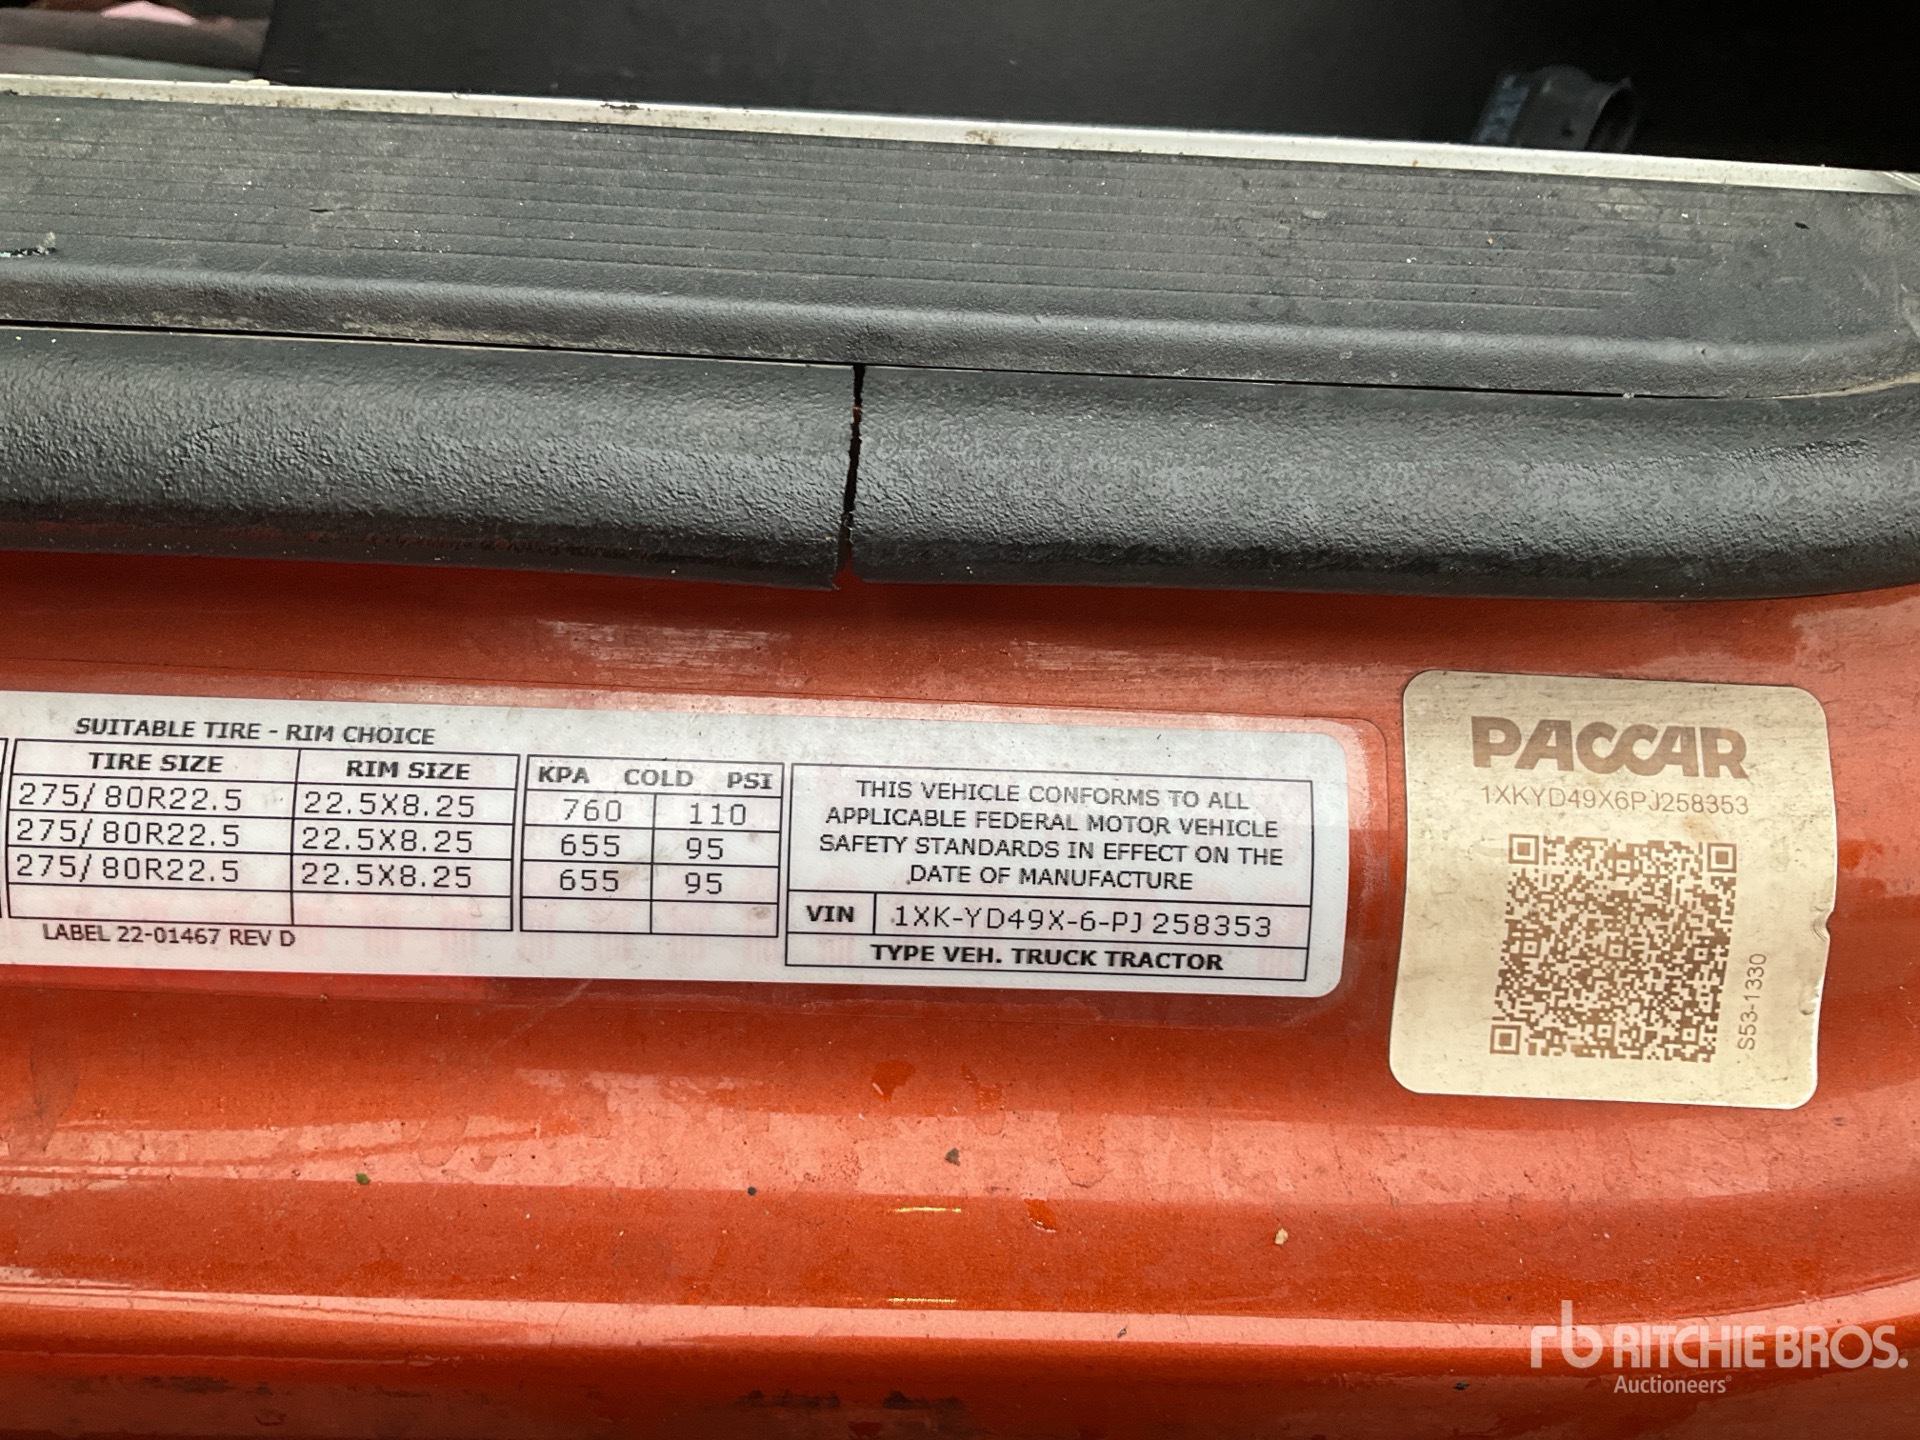 SUITABLE TIRE - RIM CHOICE
TIRE SIZE RIM SIZE KPA COLD PSI
275/80R22.5 22.5X8.25 760 110
275/80R22.5 22.5X8.25 655 95
275/80R22.5 22.5X8.25 655 95
LABEL 22-01467 REV D
THIS VEHICLE CONFORMS TO ALL
APPLICABLE FEDERAL MOTOR VEHICLE
SAFETY STANDARDS IN EFFECT ON THE
DATE OF MANUFACTURE
VIN 1XK-YD49X-6-PJ258353
TYPE VEH. TRUCK TRACTOR
PACCAR
1XKYD49X6PJ258353
S53-1330
rb RITCHIE BROS.
Auctioneers